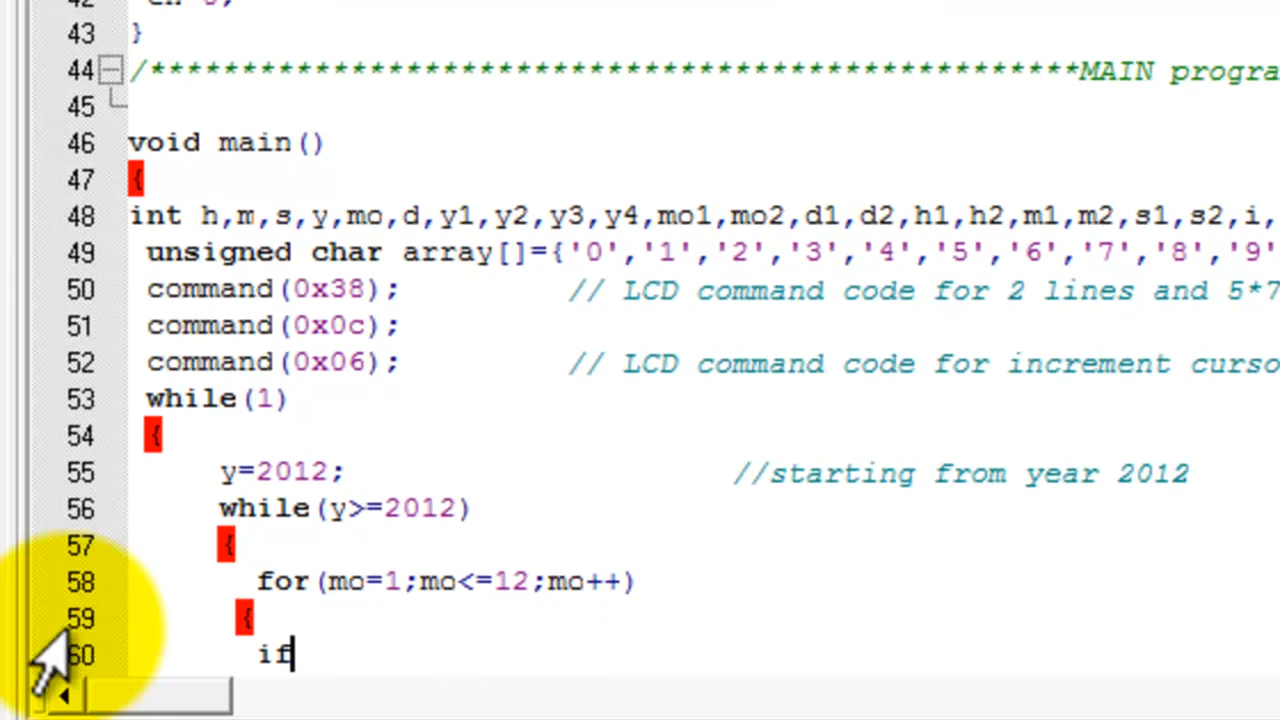 43 }
44 /***************************************************MAIN progra
45
46 void main()
47 {
48 int h,m,s,y,mo,d,y1,y2,y3,y4,mo1,mo2,d1,d2,h1,h2,m1,m2,s1,s2,i,
49 unsigned char array[]={'0','1','2','3','4','5','6','7','8','9'
50 command(0x38); // LCD command code for 2 lines and 5*7
51 command(0x0c);
52 command(0x06); // LCD command code for increment curso
53 while(1)
54 {
55 y=2012; //starting from year 2012
56 while(y>=2012)
57 {
58 for(mo=1;mo<=12;mo++)
59 {
60 if